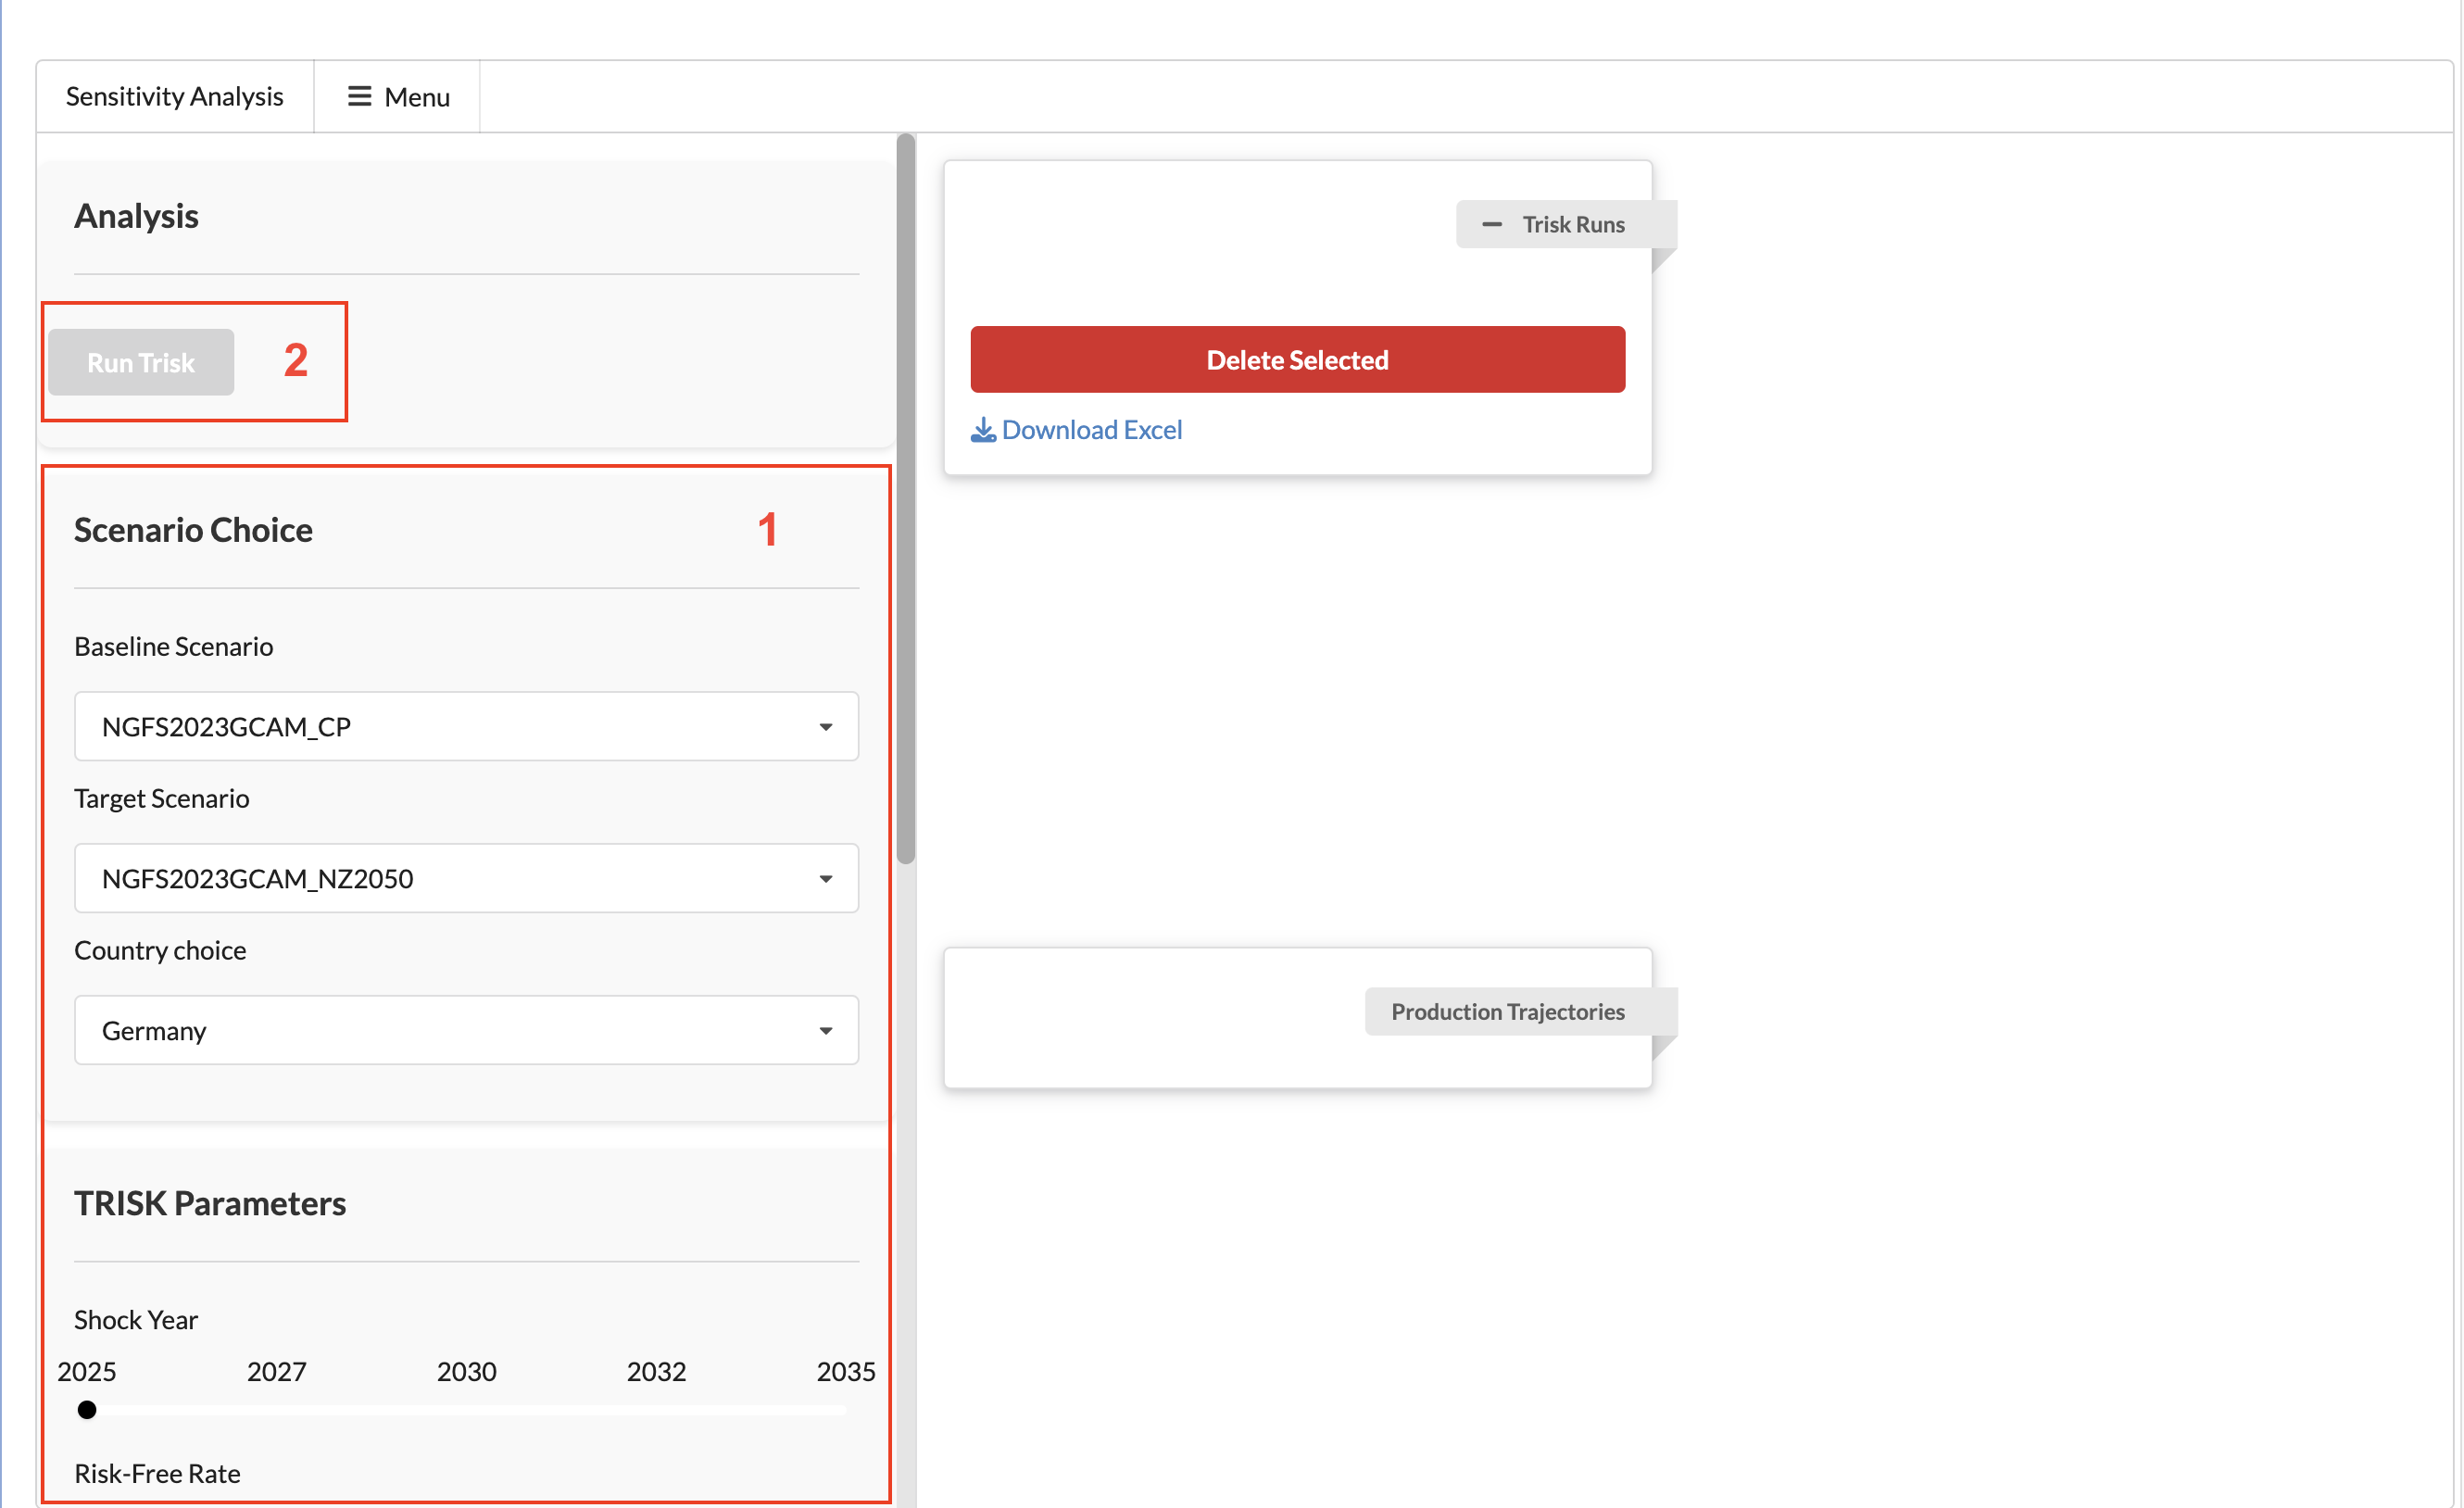 Sensitivity Analysis
Menu
Analysis
Run Trisk
2
Scenario Choice
1
Baseline Scenario
NGFS2023GCAM_CP
Target Scenario
NGFS2023GCAM_NZ2050
Country choice
Germany
TRISK Parameters
Shock Year
2025 2027 2030 2032 2035
Risk-Free Rate
Trisk Runs
Delete Selected
Download Excel
Production Trajectories